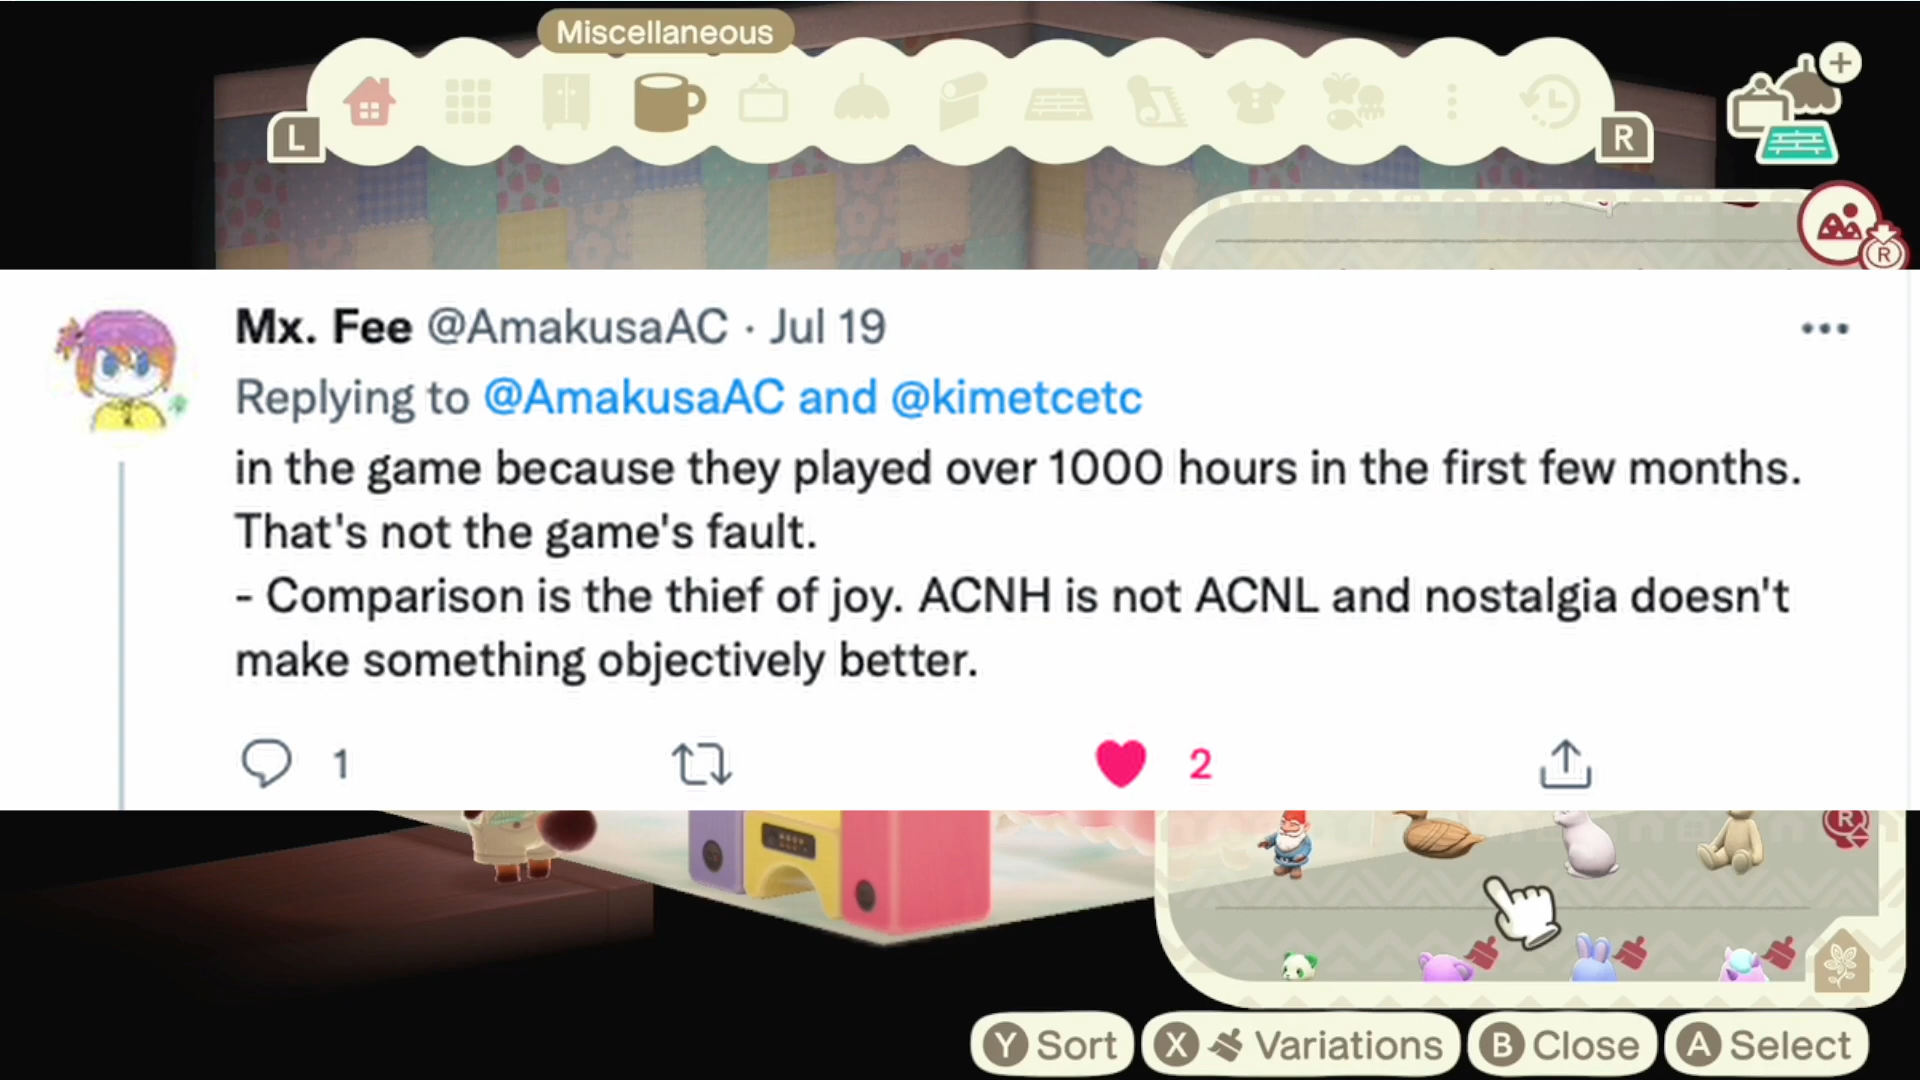 Miscellaneous
L
R
R
Mx. Fee @AmakusaAC · Jul 19
Replying to @AmakusaAC and @kimetcetc
in the game because they played over 1000 hours in the first few months.
That's not the game's fault.
- Comparison is the thief of joy. ACNH is not ACNL and nostalgia doesn't
make something objectively better.
1
2
R
Y Sort
X Variations
B Close
A Select